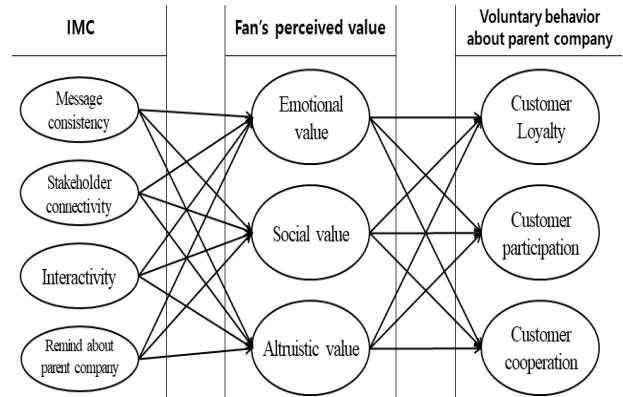 IMC
Fan's perceived value
Voluntary behavior
about parent company
Message
consistency
Stakeholder
connectivity
Interactivity
Remind about
parent company
Emotional
value
Social value
Altruistic value
Customer
Loyalty
Customer
participation
Customer
cooperation